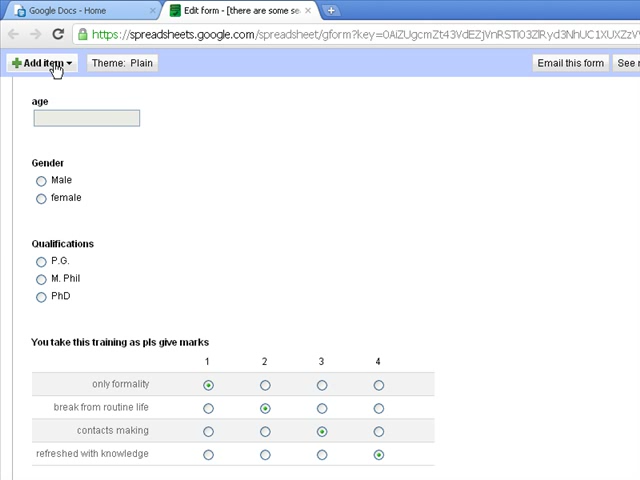 Google Docs - Home
Edit form - [there are some se
https://spreadsheets.google.com/spreadsheet/gform?key=
Add item
Theme: Plain
Email this form
See
age
Gender
Male
female
Qualifications
P.G.
M. Phil
PhD
You take this training as pls give marks
1 2 3 4
only formality
break from routine life
contacts making
refreshed with knowledge